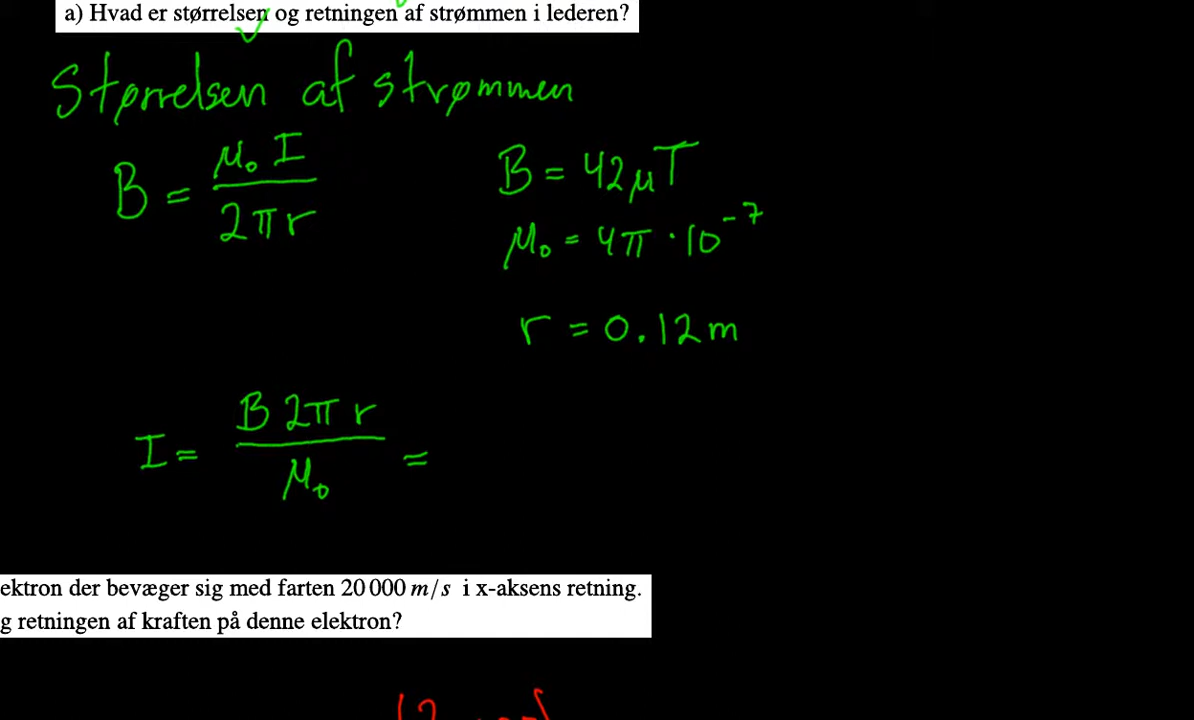 a) Hvad er størrelsen og retningen af strømmen i lederen?
Størrelsen af strømmen
B = μ₀ I / 2π r
B = 42 μT
μ₀ = 4π · 10⁻⁷
r = 0.12 m
I = B 2π r / μ₀ =
ektron der bevæger sig med farten 20 000 m/s i x-aksens retning.
g retningen af kraften på denne elektron?